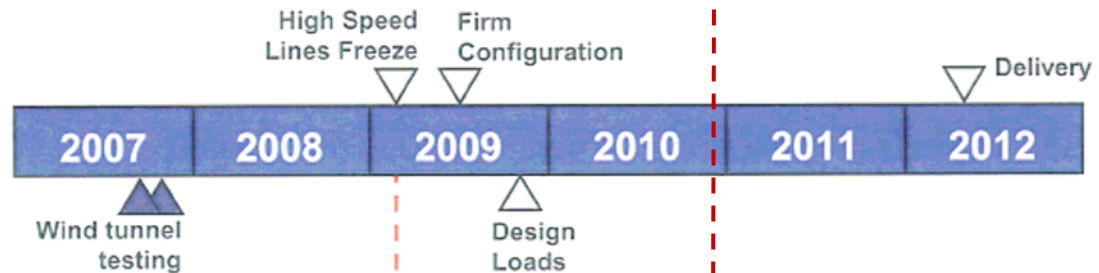 High Speed
Lines Freeze
Firm
Configuration
Delivery
2007 2008 2009 2010 2011 2012
Wind tunnel
testing
Design
Loads